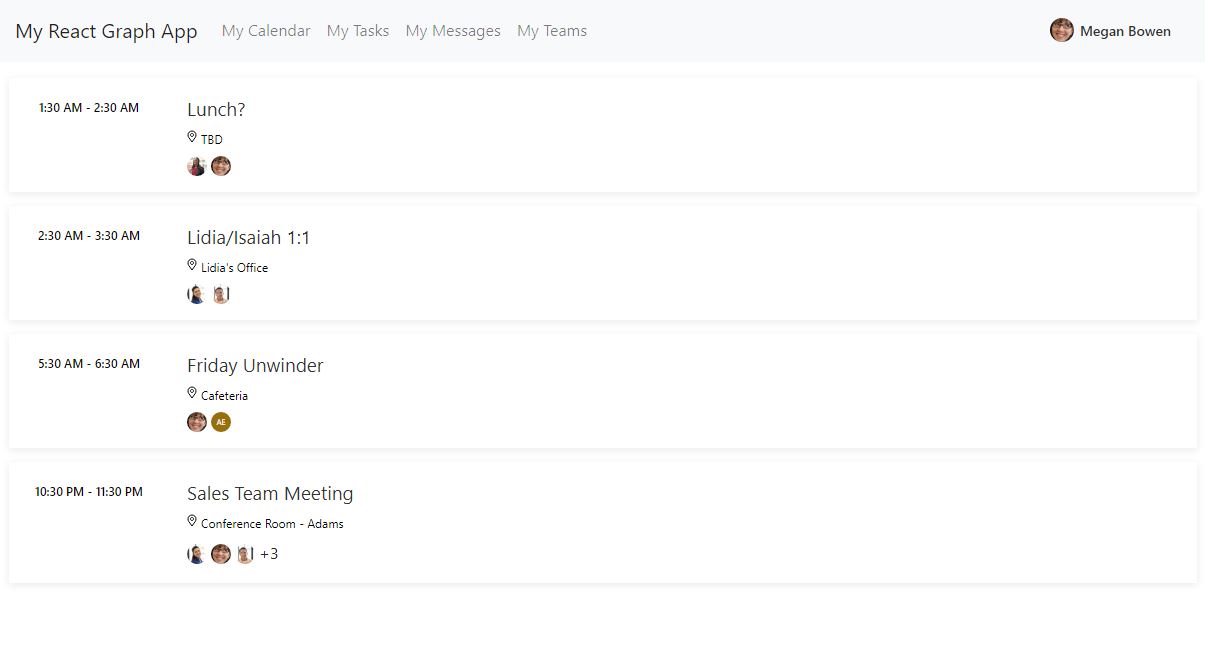 My React Graph App My Calendar My Tasks My Messages My Teams Megan Bowen
1:30 AM - 2:30 AM Lunch?
TBD
2:30 AM - 3:30 AM Lidia/Isaiah 1:1
Lidia's Office
5:30 AM - 6:30 AM Friday Unwinder
Cafeteria
AE
10:30 PM - 11:30 PM Sales Team Meeting
Conference Room - Adams
+3